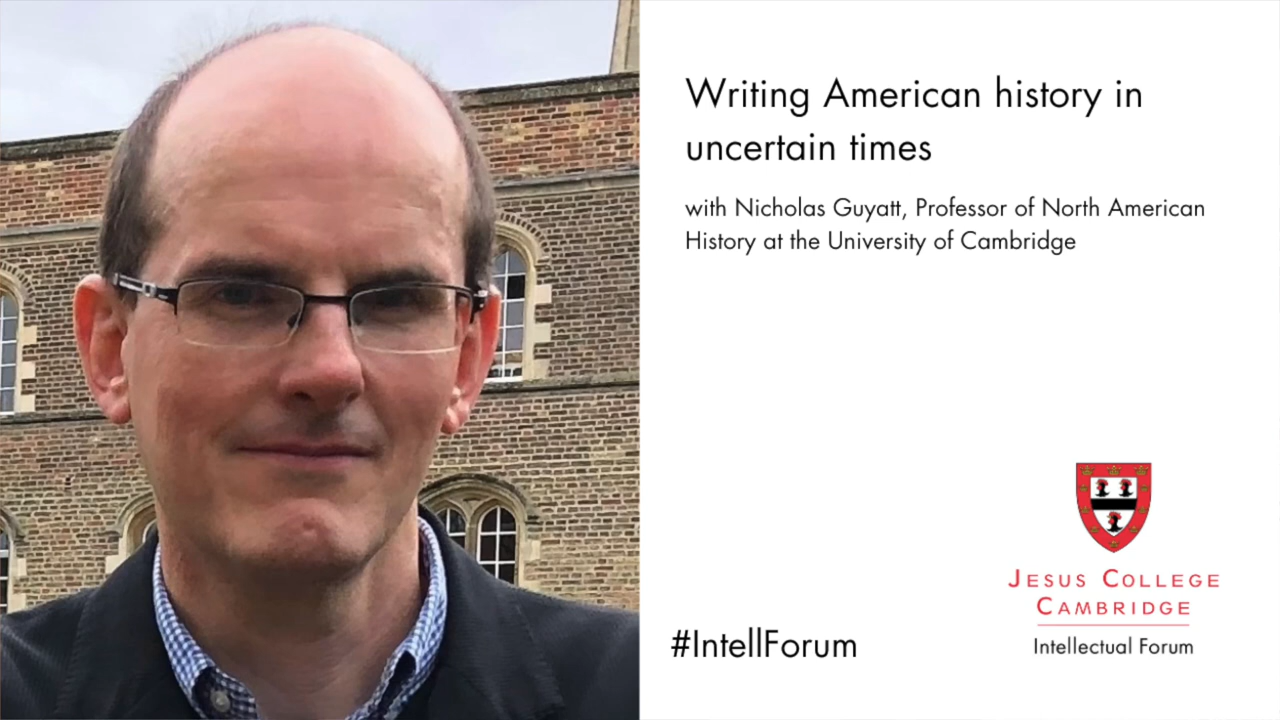 Writing American history in
uncertain times
with Nicholas Guyatt, Professor of North American
History at the University of Cambridge
JESUS COLLEGE
CAMBRIDGE
#IntellForum
Intellectual Forum